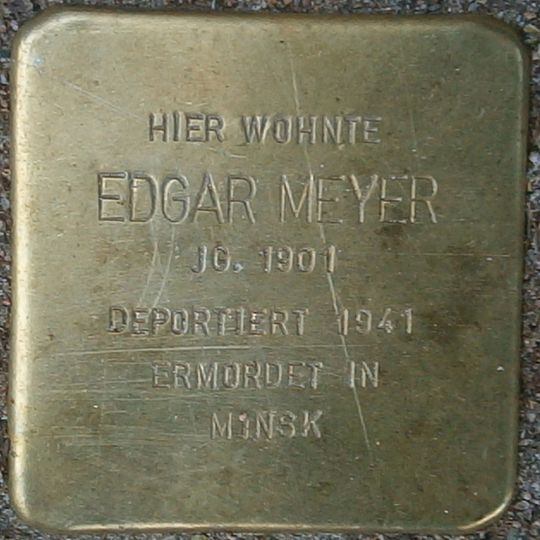 HIER WOHNTE
EDGAR MEYER
JG. 1901
DEPORTIERT 1941
ERMORDET IN
MINSK